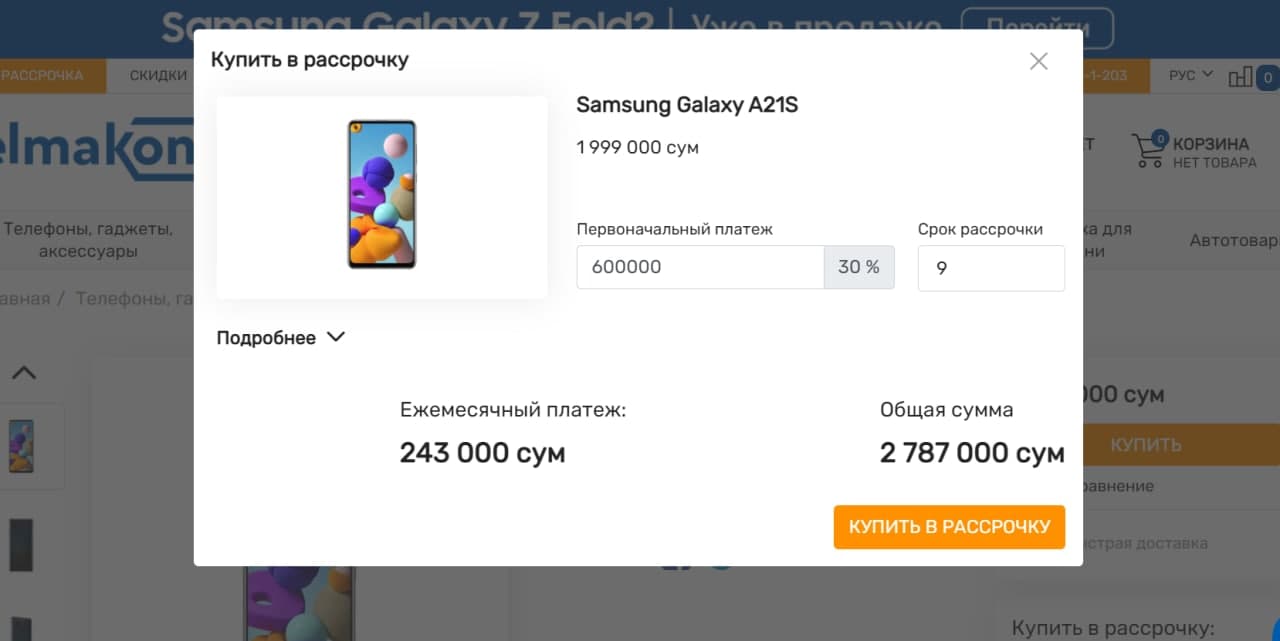 Samsung Galaxy Z Fold2 | Уже в продаже Перейти
РАССРОЧКА
СКИДКИ
-1-203
РУС
0
elmakon
0
КОРЗИНА
НЕТ ТОВАРА
Телефоны, гаджеты,
аксессуары
Автотовар
авная / Телефоны, га
Купить в рассрочку
Samsung Galaxy A21S
1 999 000 сум
Первоначальный платеж
Срок рассрочки
600000
30 %
9
Подробнее
Ежемесячный платеж:
Общая сумма
243 000 сум
2 787 000 сум
КУПИТЬ В РАССРОЧКУ
000 сум
КУПИТЬ
равнение
страя доставка
Купить в рассрочку: